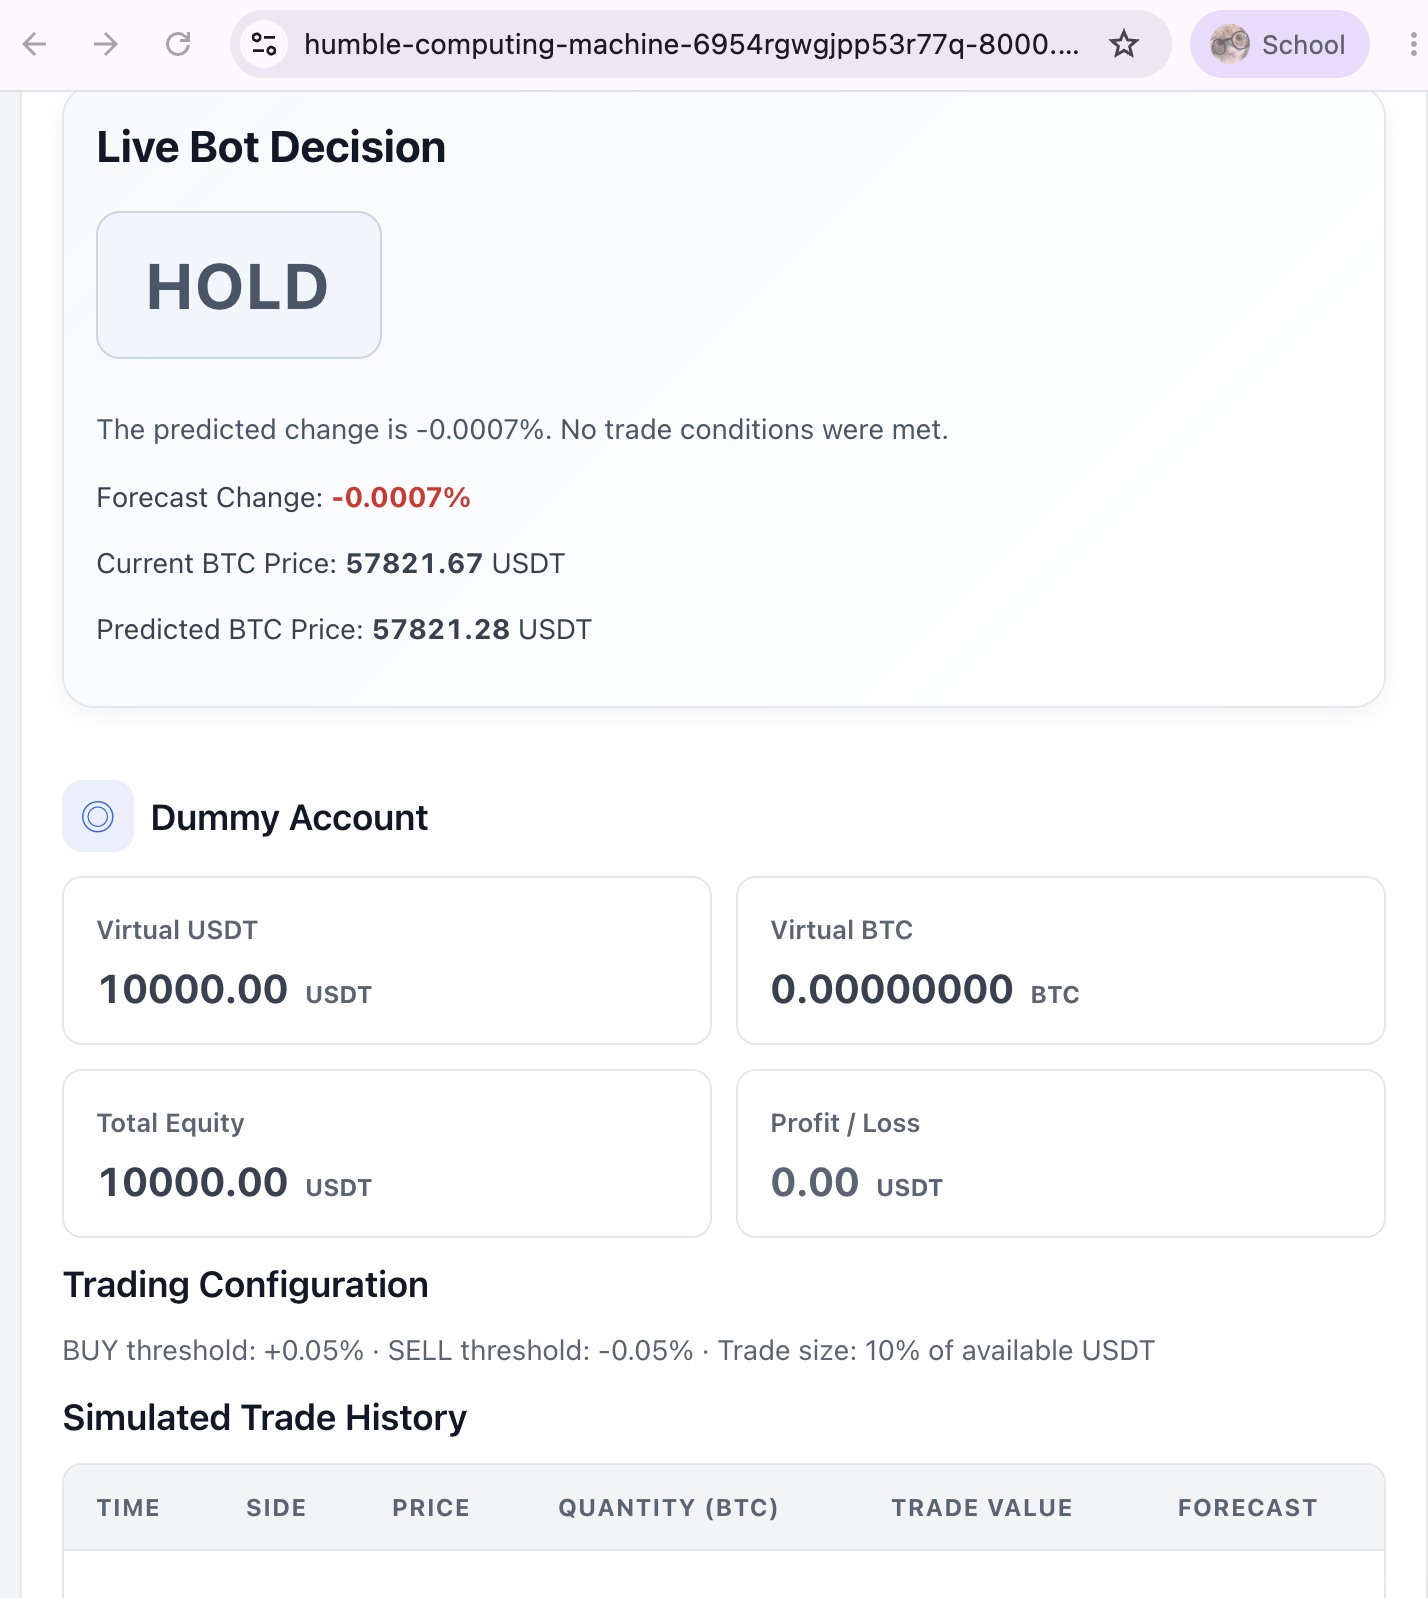 humble-computing-machine-6954rgwgjpp53r77q-8000....
School
Live Bot Decision
HOLD
The predicted change is -0.0007%. No trade conditions were met.
Forecast Change: -0.0007%
Current BTC Price: 57821.67 USDT
Predicted BTC Price: 57821.28 USDT
Dummy Account
Virtual USDT
10000.00 USDT
Virtual BTC
0.00000000 BTC
Total Equity
10000.00 USDT
Profit / Loss
0.00 USDT
Trading Configuration
BUY threshold: +0.05% · SELL threshold: -0.05% · Trade size: 10% of available USDT
Simulated Trade History
TIME SIDE PRICE QUANTITY (BTC) TRADE VALUE FORECAST